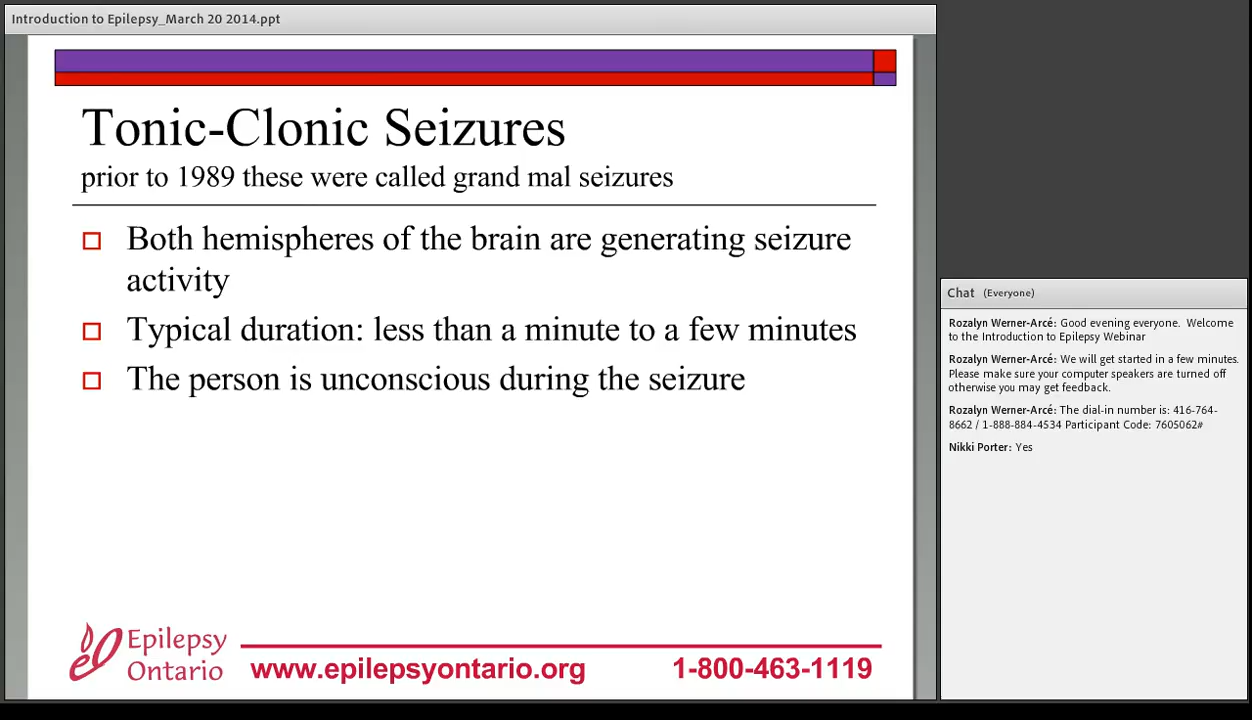 Introduction to Epilepsy_March 20 2014.ppt
Tonic-Clonic Seizures
prior to 1989 these were called grand mal seizures
Both hemispheres of the brain are generating seizure
activity
Typical duration: less than a minute to a few minutes
The person is unconscious during the seizure
Epilepsy
Ontario
www.epilepsyontario.org
1-800-463-1119
Chat (Everyone)
Rozalyn Werner-Arcé: Good evening everyone. Welcome
to the Introduction to Epilepsy Webinar
Rozalyn Werner-Arcé: We will get started in a few minutes.
Please make sure your computer speakers are turned off
otherwise you may get feedback.
Rozalyn Werner-Arcé: The dial-in number is: 416-764-
8662 / 1-888-884-4534 Participant Code: 7605062#
Nikki Porter: Yes